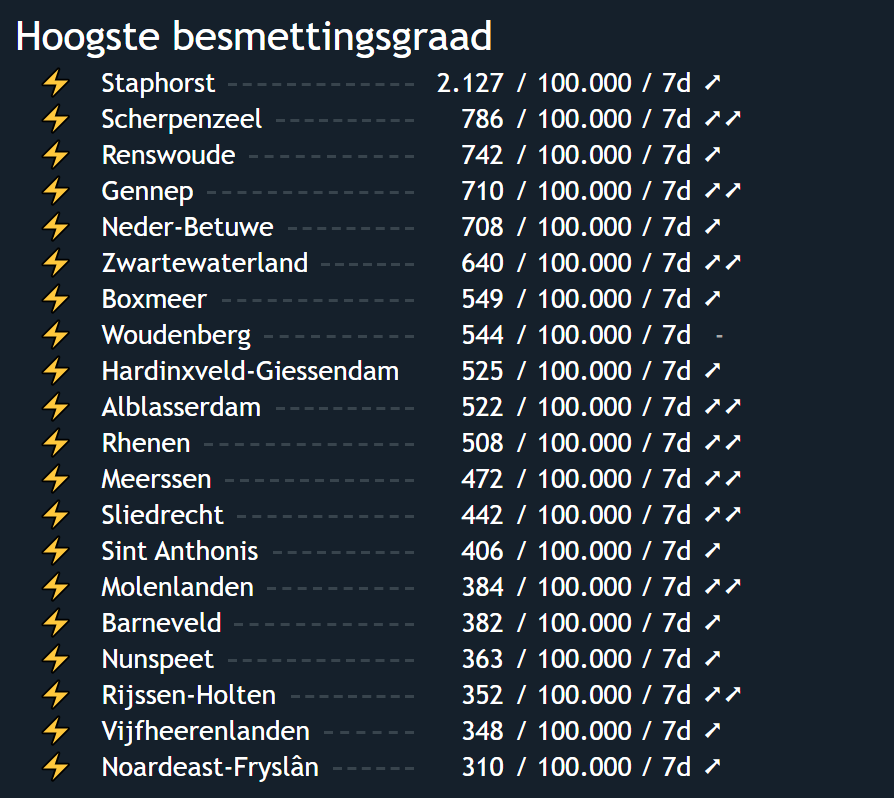 Hoogste besmettingsgraad
⚡ Staphorst --------------- 2.127 / 100.000 / 7d ➚
⚡ Scherpenzeel ----------- 786 / 100.000 / 7d ➚➚
⚡ Renswoude ------------- 742 / 100.000 / 7d ➚
⚡ Gennep ---------------- 710 / 100.000 / 7d ➚➚
⚡ Neder-Betuwe ---------- 708 / 100.000 / 7d ➚
⚡ Zwartewaterland ------- 640 / 100.000 / 7d ➚➚
⚡ Boxmeer --------------- 549 / 100.000 / 7d ➚
⚡ Woudenberg ------------ 544 / 100.000 / 7d -
⚡ Hardinxveld-Giessendam 525 / 100.000 / 7d ➚
⚡ Alblasserdam ----------- 522 / 100.000 / 7d ➚➚
⚡ Rhenen ---------------- 508 / 100.000 / 7d ➚➚
⚡ Meerssen --------------- 472 / 100.000 / 7d ➚➚
⚡ Sliedrecht -------------- 442 / 100.000 / 7d ➚➚
⚡ Sint Anthonis ----------- 406 / 100.000 / 7d ➚
⚡ Molenlanden ------------ 384 / 100.000 / 7d ➚➚
⚡ Barneveld -------------- 382 / 100.000 / 7d ➚
⚡ Nunspeet --------------- 363 / 100.000 / 7d ➚
⚡ Rijssen-Holten ---------- 352 / 100.000 / 7d ➚➚
⚡ Vijfheerenlanden ------- 348 / 100.000 / 7d ➚
⚡ Noardeast-Fryslân ------ 310 / 100.000 / 7d ➚